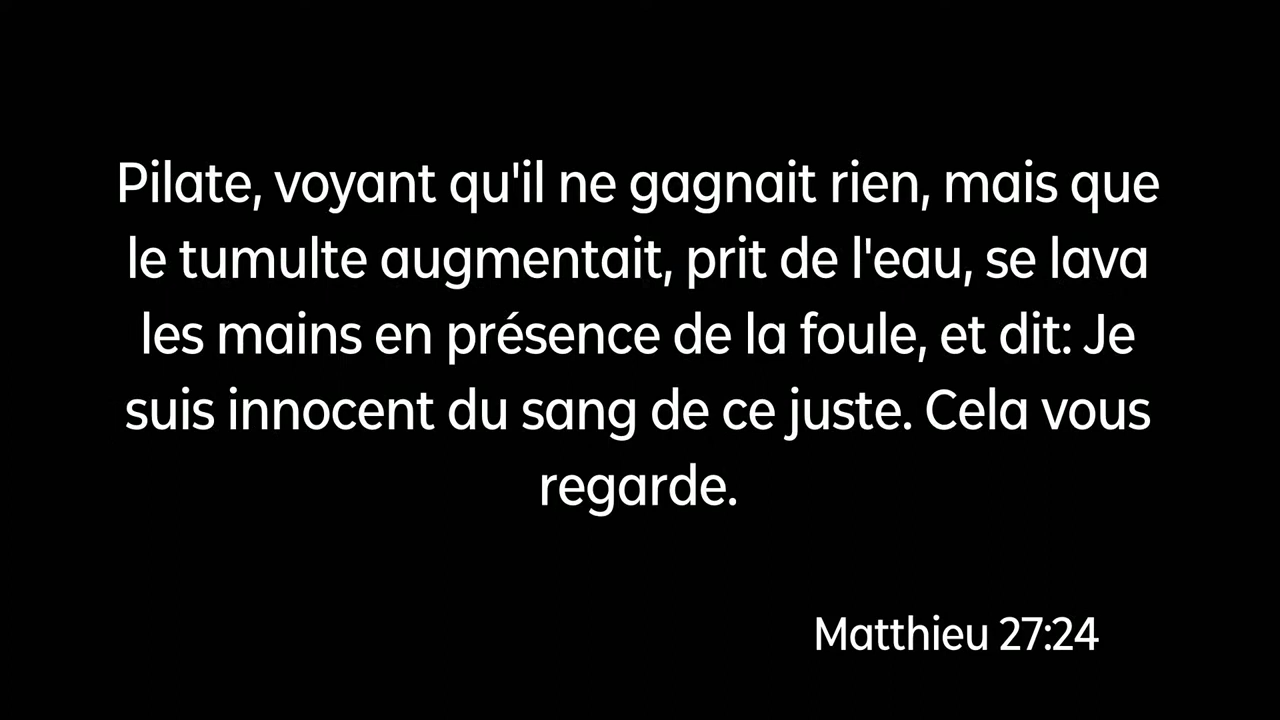 Pilate, voyant qu'il ne gagnait rien, mais que
le tumulte augmentait, prit de l'eau, se lava
les mains en présence de la foule, et dit: Je
suis innocent du sang de ce juste. Cela vous
regarde.
Matthieu 27:24